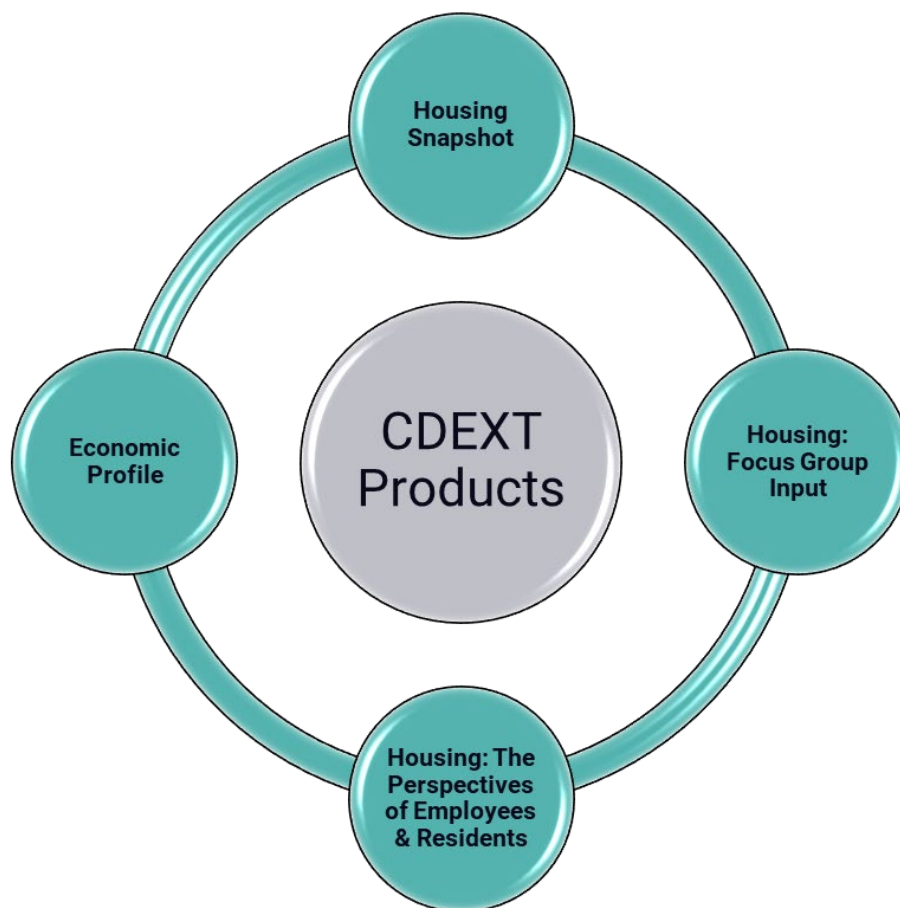 Housing
Snapshot
Economic
Profile
CDEXT
Products
Housing:
Focus Group
Input
Housing: The
Perspectives
of Employees
& Residents